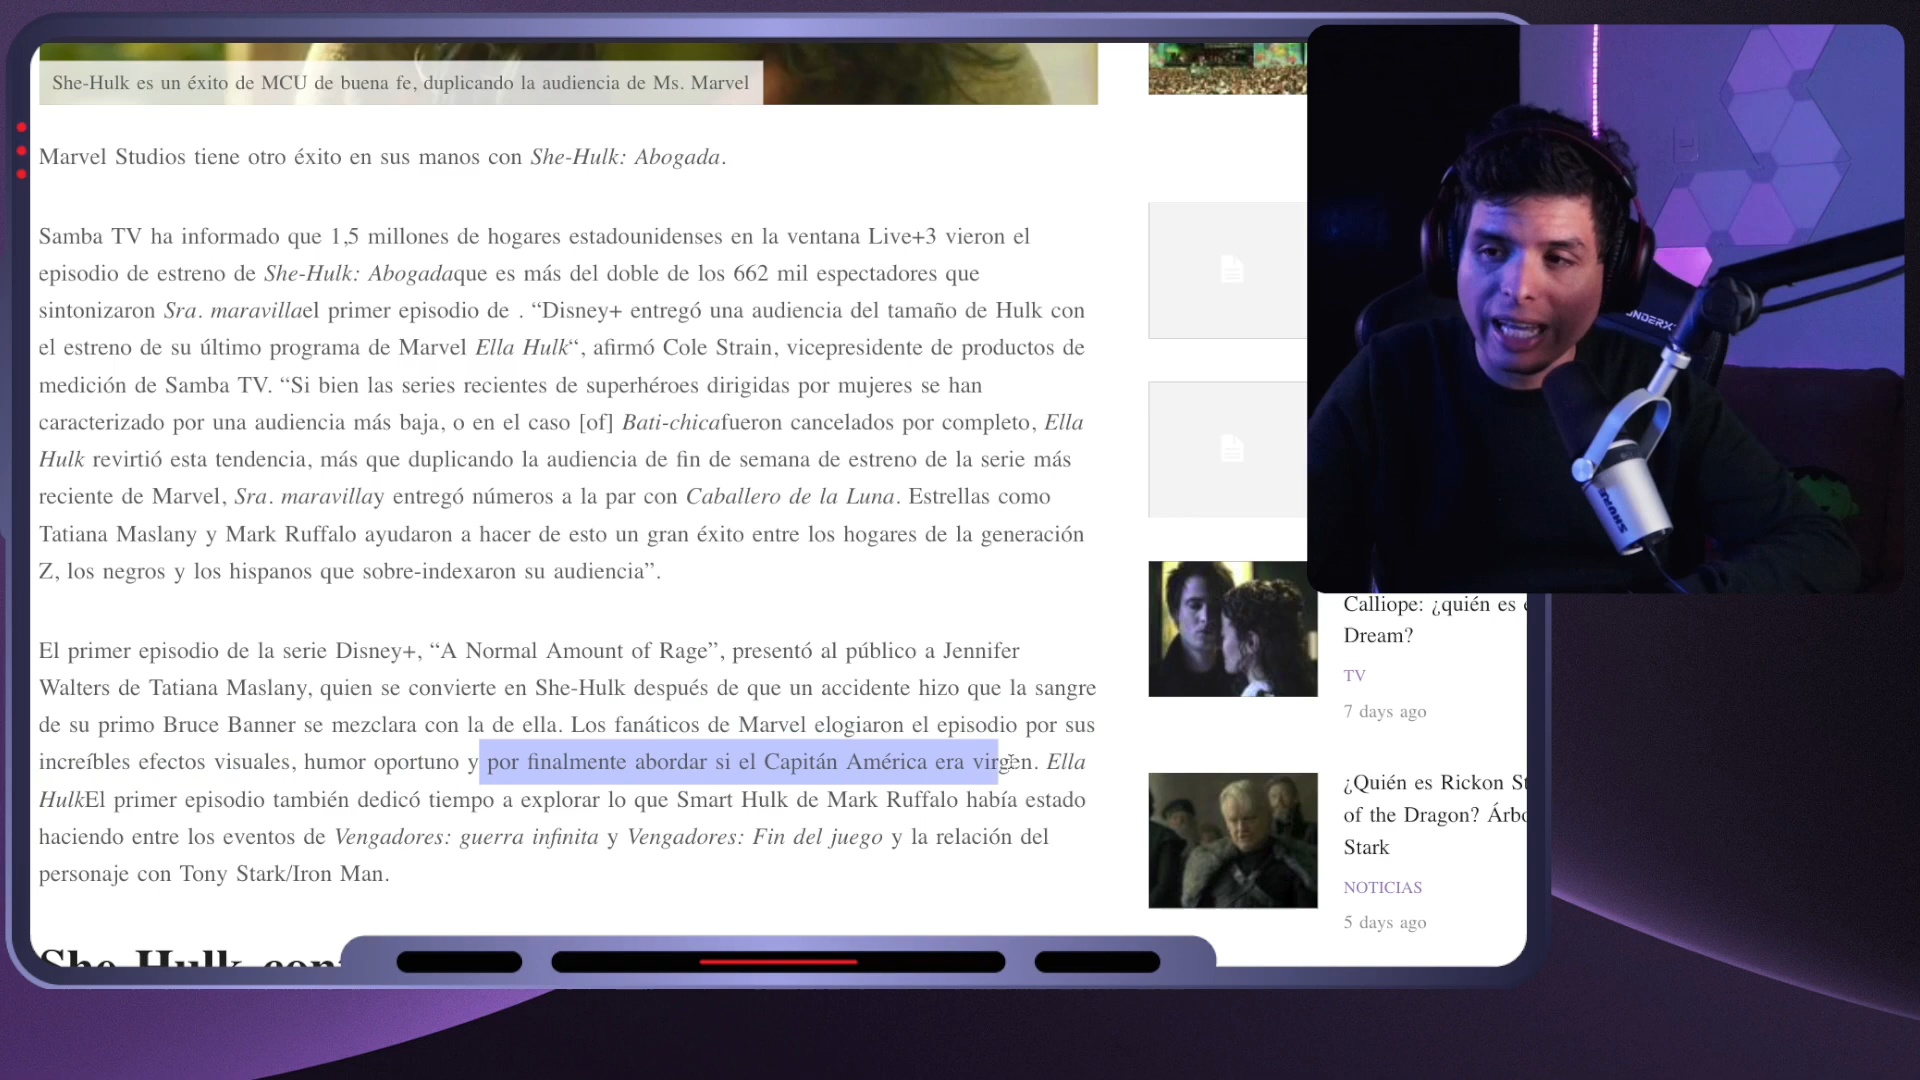 She-Hulk es un éxito de MCU de buena fe, duplicando la audiencia de Ms. Marvel
Marvel Studios tiene otro éxito en sus manos con She-Hulk: Abogada.
Samba TV ha informado que 1,5 millones de hogares estadounidenses en la ventana Live+3 vieron el
episodio de estreno de She-Hulk: Abogadaque es más del doble de los 662 mil espectadores que
sintonizaron Sra. maravillael primer episodio de . “Disney+ entregó una audiencia del tamaño de Hulk con
el estreno de su último programa de Marvel Ella Hulk“, afirmó Cole Strain, vicepresidente de productos de
medición de Samba TV. “Si bien las series recientes de superhéroes dirigidas por mujeres se han
caracterizado por una audiencia más baja, o en el caso [of] Bati-chicafueron cancelados por completo, Ella
Hulk revirtió esta tendencia, más que duplicando la audiencia de fin de semana de estreno de la serie más
reciente de Marvel, Sra. maravillay entregó números a la par con Caballero de la Luna. Estrellas como
Tatiana Maslany y Mark Ruffalo ayudaron a hacer de esto un gran éxito entre los hogares de la generación
Z, los negros y los hispanos que sobre-indexaron su audiencia”.
El primer episodio de la serie Disney+, “A Normal Amount of Rage”, presentó al público a Jennifer
Walters de Tatiana Maslany, quien se convierte en She-Hulk después de que un accidente hizo que la sangre
de su primo Bruce Banner se mezclara con la de ella. Los fanáticos de Marvel elogiaron el episodio por sus
increíbles efectos visuales, humor oportuno y por finalmente abordar si el Capitán América era virgen. Ella
HulkEl primer episodio también dedicó tiempo a explorar lo que Smart Hulk de Mark Ruffalo había estado
haciendo entre los eventos de Vengadores: guerra infinita y Vengadores: Fin del juego y la relación del
personaje con Tony Stark/Iron Man.
She-Hulk
Calliope: ¿quién es
Dream?
TV
7 days ago
¿Quién es Rickon
of the Dragon?
Stark
NOTICIAS
5 days ago
SHURE